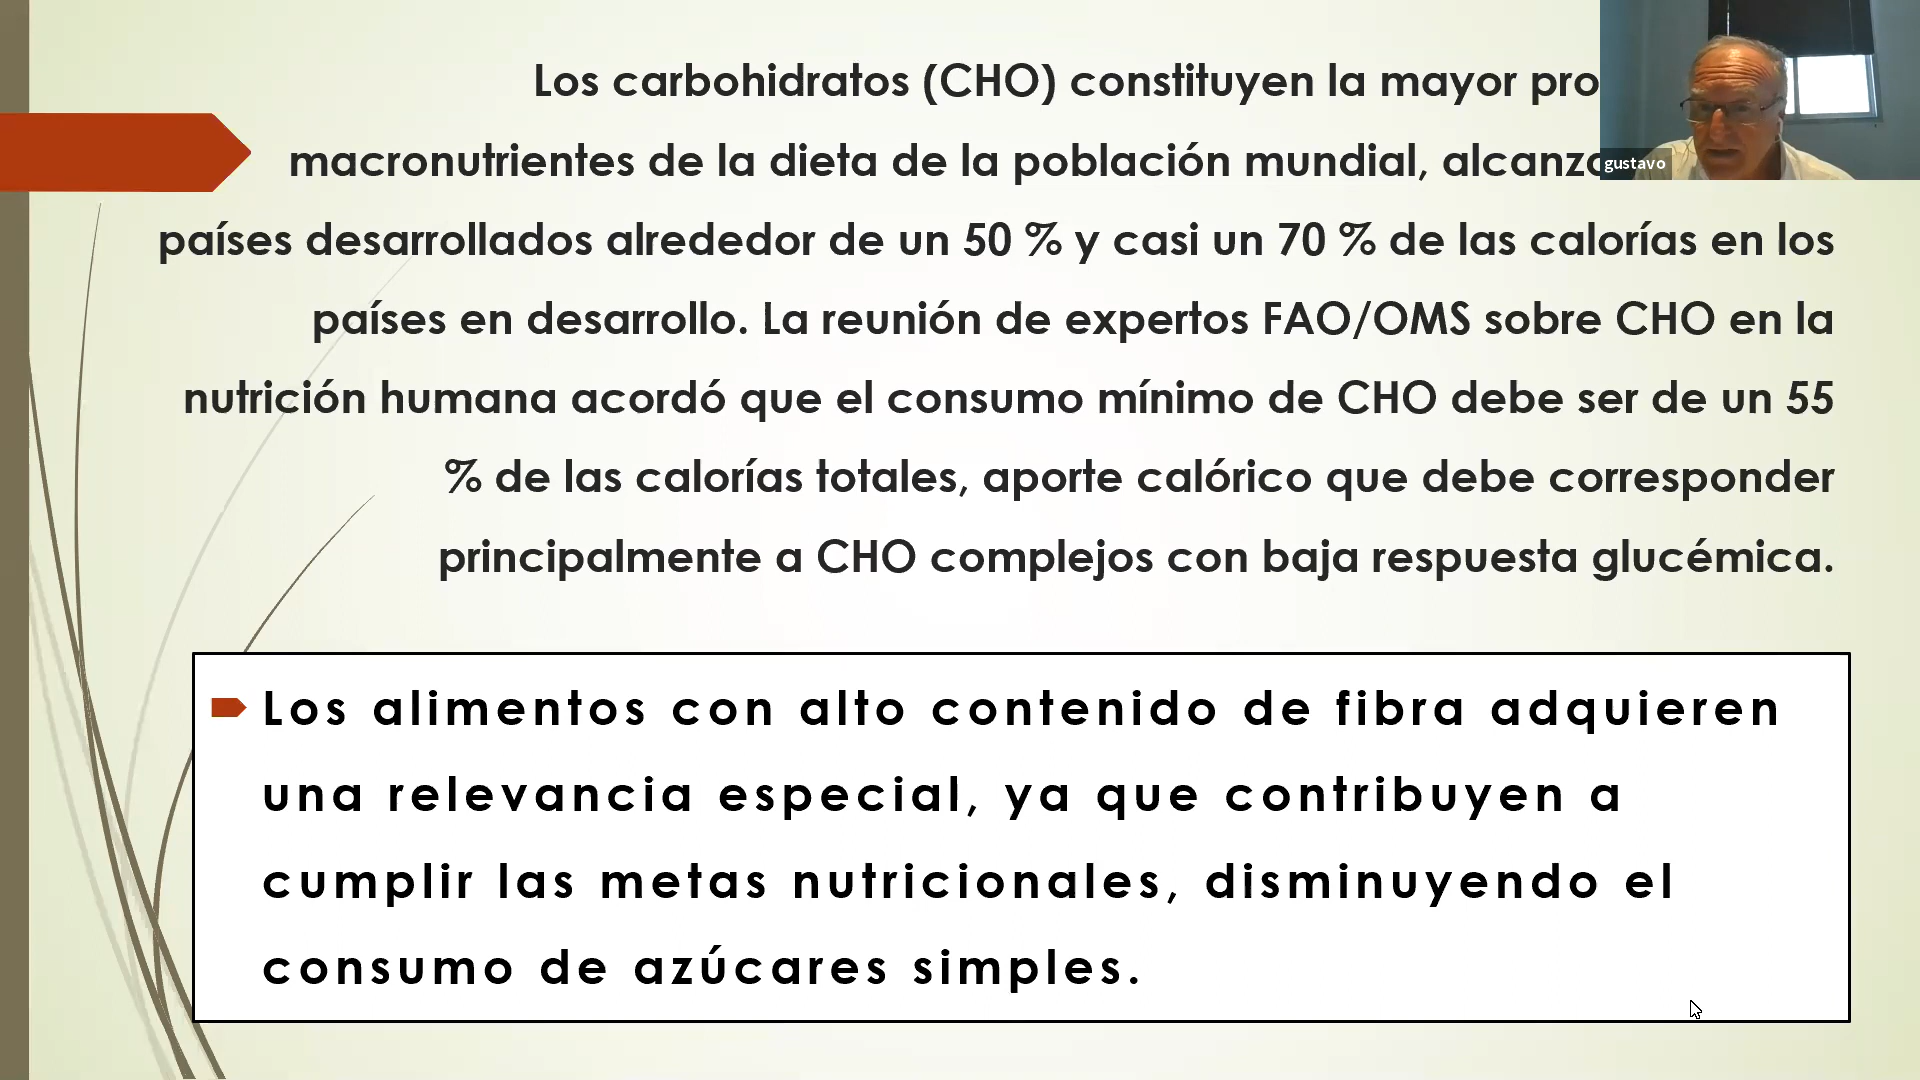 Los carbohidratos (CHO) constituyen la mayor
macronutrientes de la dieta de la población mundial,
países desarrollados alrededor de un 50 % y casi un 70 % de las calorías en los
países en desarrollo. La reunión de expertos FAO/OMS sobre CHO en la
nutrición humana acordó que el consumo mínimo de CHO debe ser de un 55
% de las calorías totales, aporte calórico que debe corresponder
principalmente a CHO complejos con baja respuesta glucémica.
gustavo
Los alimentos con alto contenido de fibra adquieren
una relevancia especial, ya que contribuyen a
cumplir las metas nutricionales, disminuyendo el
consumo de azúcares simples.